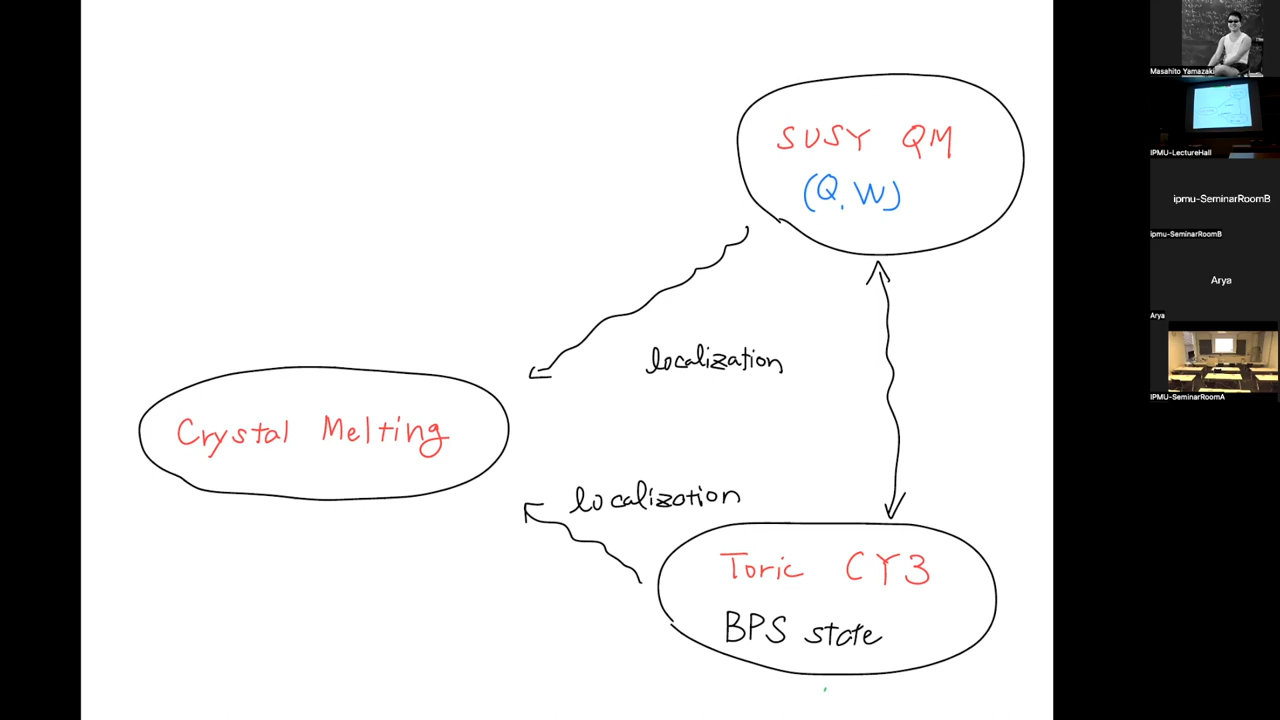 SUSY QM
(Q.W)
localization
Crystal Melting
localization
Toric CY3
BPS state
Masahito Yamazaki
IPMU-LectureHall
ipmu-SeminarRoomB
ipmu-SeminarRoomB
Arya
Arya
IPMU-SeminarRoomA